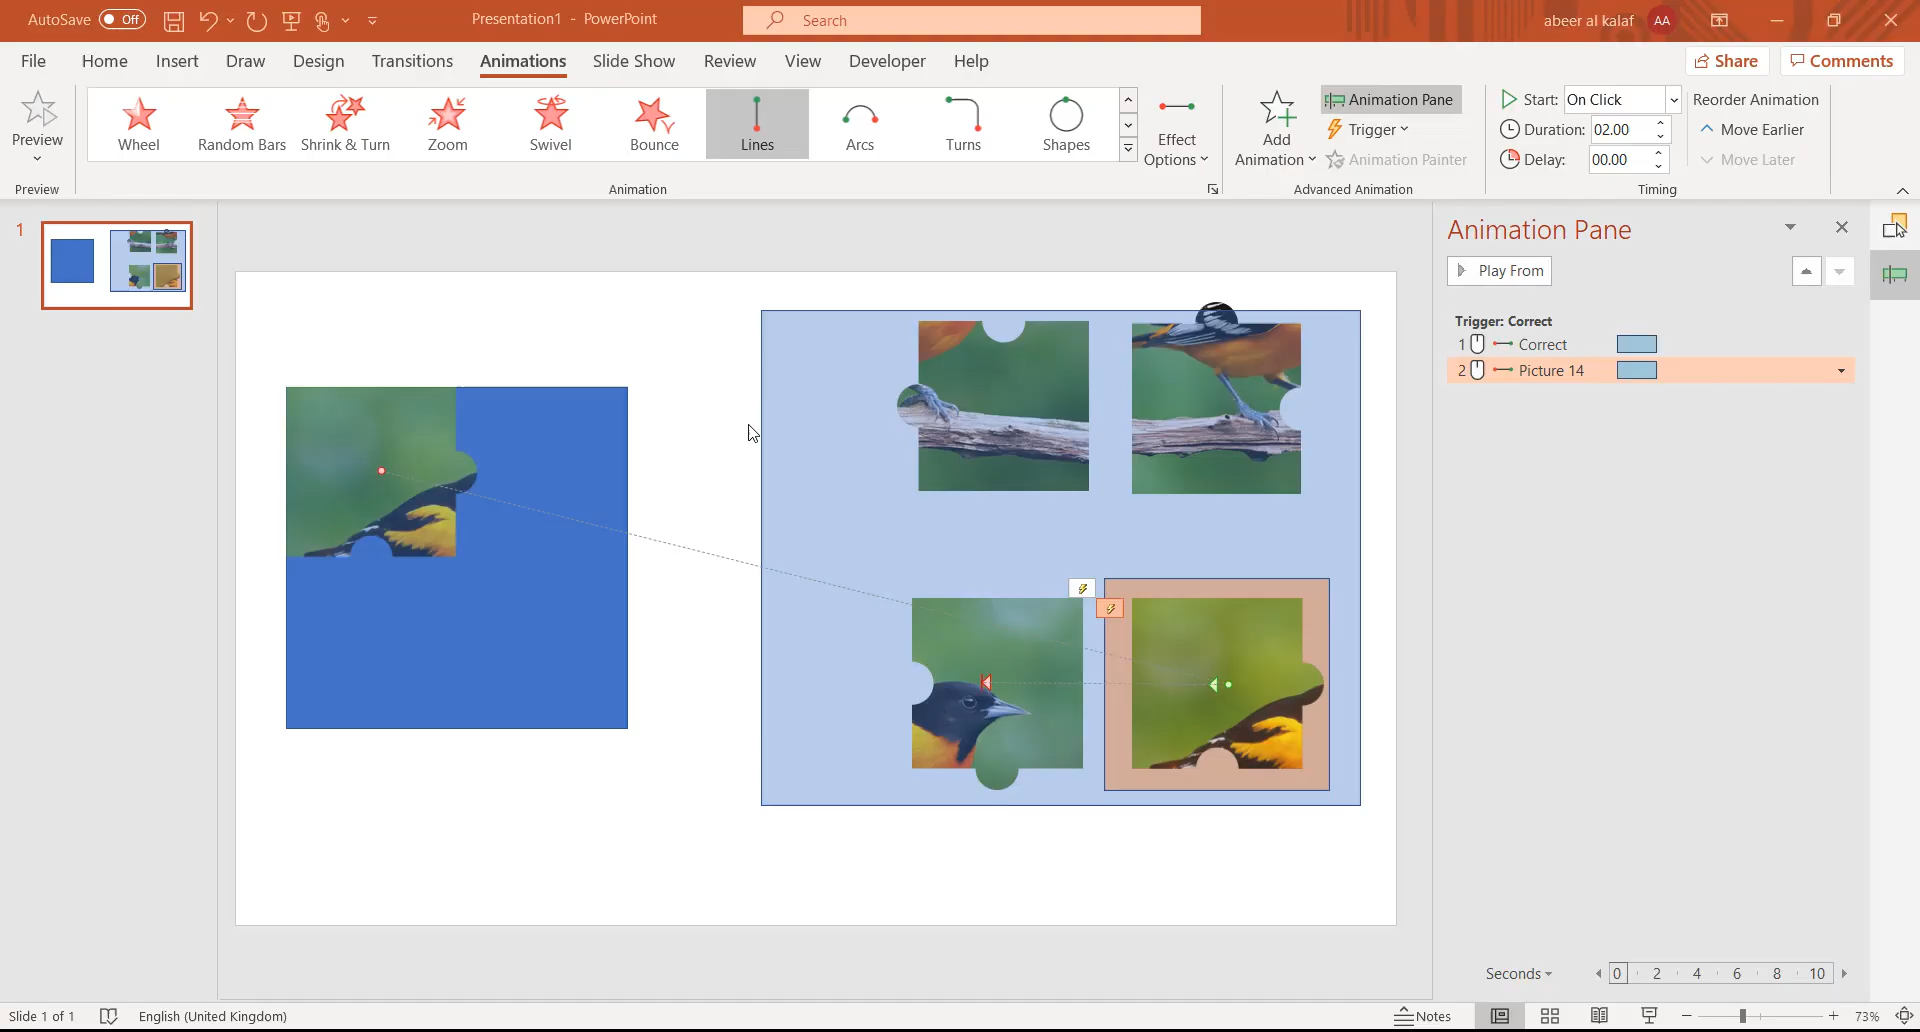 AutoSave Off
Presentation1 - PowerPoint
Search
abeer al kalaf AA
File Home Insert Draw Design Transitions Animations Slide Show Review View Developer Help
Share Comments
Preview
Preview
Wheel Random Bars Shrink & Turn Zoom Swivel Bounce Lines Arcs Turns Shapes
Animation
Effect
Options
Add
Animation
Animation Pane
Trigger
Animation Painter
Advanced Animation
Start: On Click
Duration: 02.00
Delay: 00.00
Reorder Animation
Move Earlier
Move Later
Timing
1
Animation Pane
Play From
Trigger: Correct
1 Correct
2 Picture 14
Seconds 0 2 4 6 8 10
Slide 1 of 1 English (United Kingdom) Notes 73%